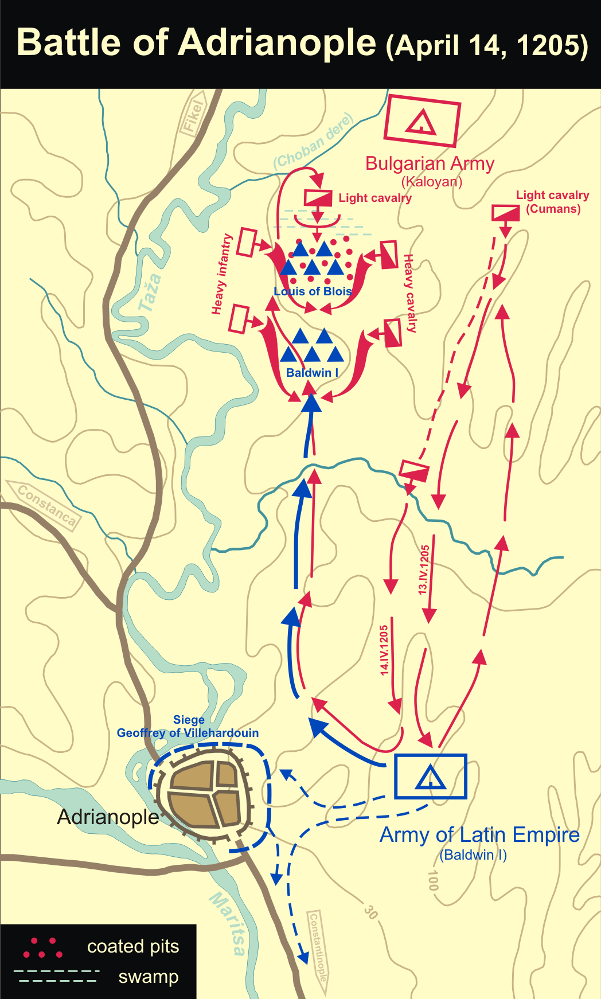 Battle of Adrianople (April 14, 1205)
Fikel
(Choban dere)
Bulgarian Army
(Kaloyan)
Light cavalry
Light cavalry
(Cumans)
Heavy infantry
Heavy cavalry
Taža
Louis of Blois
Baldwin I
Constanca
13.IV.1205
14.IV.1205
Siege
Geoffrey of Villehardouin
Adrianople
Army of Latin Empire
(Baldwin I)
100
30
Maritsa
Constantinople
coated pits
swamp